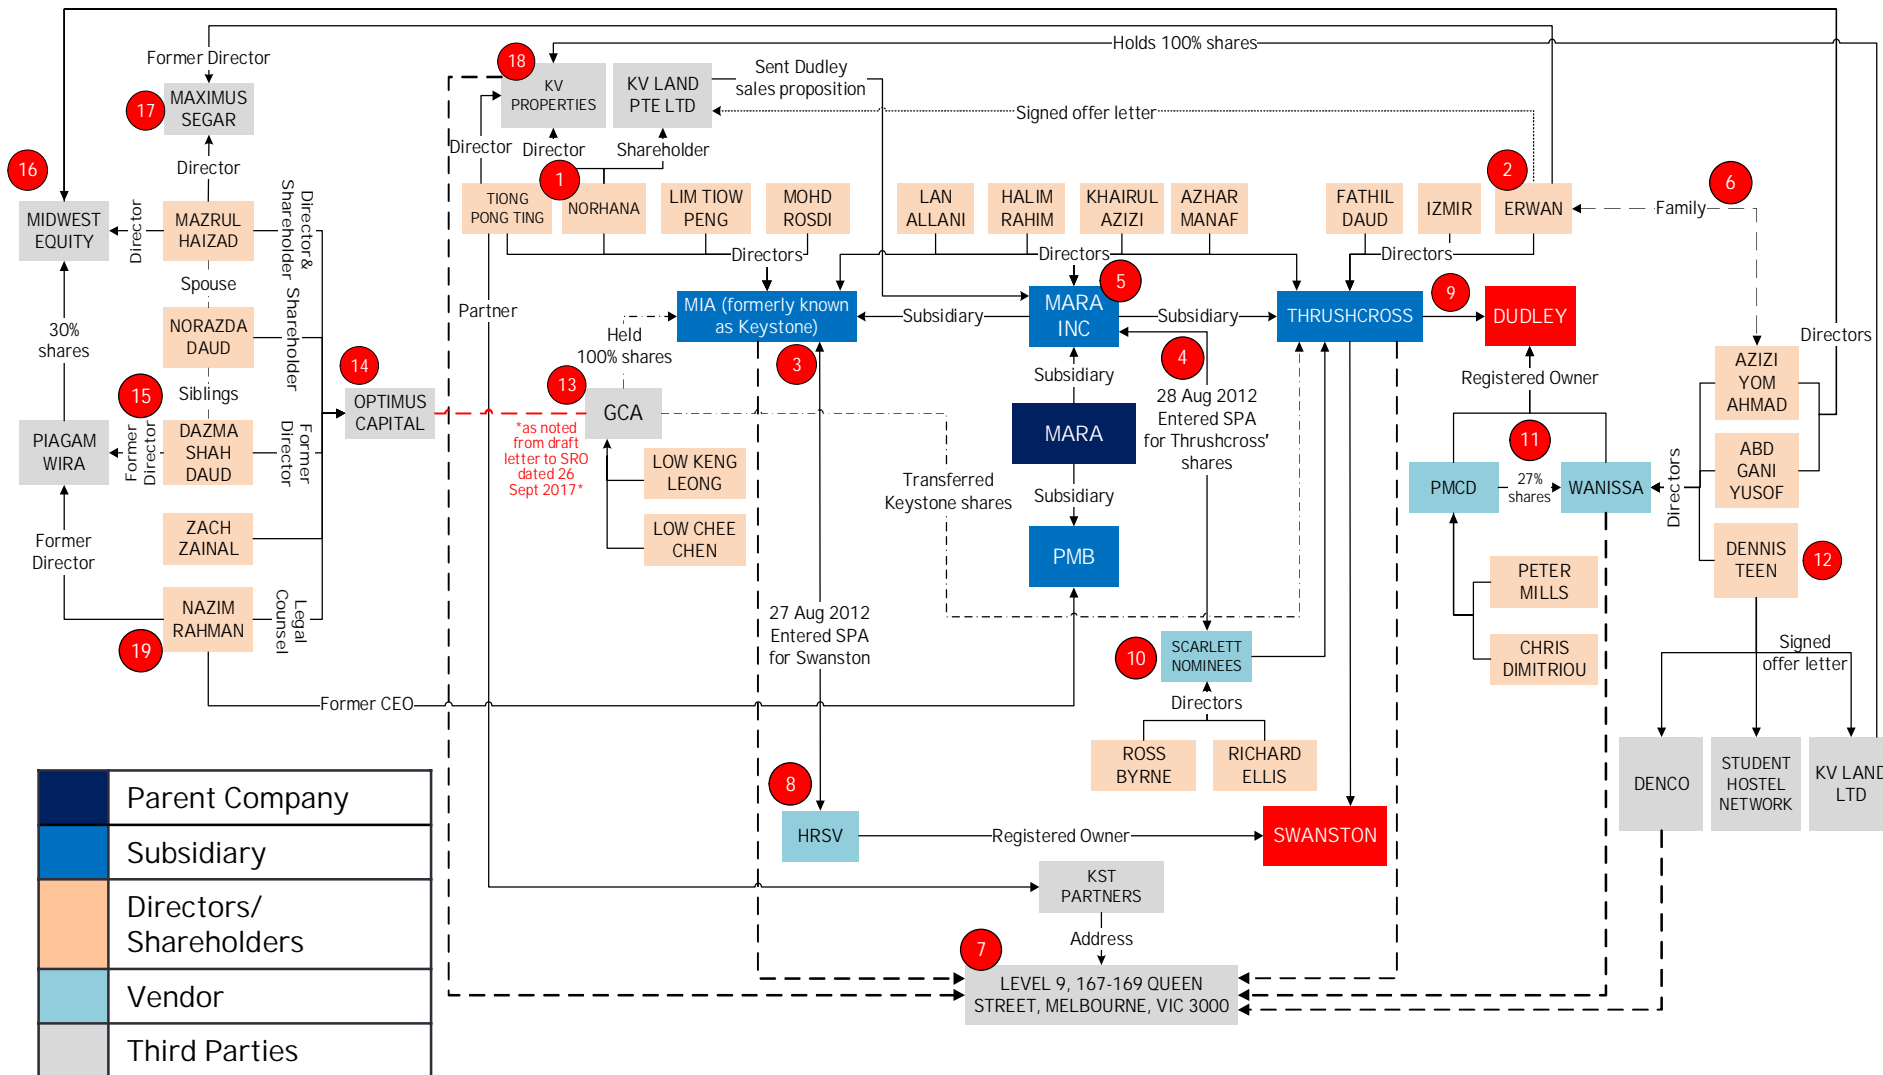 Holds 100% shares
Former Director
18
KV
PROPERTIES
KV LAND
PTE LTD
Sent Dudley
sales proposition
17
MAXIMUS
SEGAR
Signed offer letter
Director
Director
Shareholder
Director
16
1
2
6
MIDWEST
EQUITY
Director
MAZRUL
HAIZAD
Director&
Shareholder
TIONG
PONG TING
NORHANA
LIM TIOW
PENG
MOHD
ROSDI
LAN
ALLANI
HALIM
RAHIM
KHAIRUL
AZIZI
AZHAR
MANAF
FATHIL
DAUD
IZMIR
ERWAN
Family
Directors
Directors
Directors
Spouse
5
9
MIA (formerly known
as Keystone)
Subsidiary
MARA
INC
Subsidiary
THRUSHCROSS
DUDLEY
Partner
30%
shares
NORAZDA
DAUD
Shareholder
Held
100% shares
3
4
Directors
14
13
Subsidiary
Registered Owner
AZIZI
YOM
AHMAD
Siblings
15
OPTIMUS
CAPITAL
GCA
28 Aug 2012
Entered SPA
for Thrushcross'
shares
MARA
*as noted
from draft
letter to SRO
dated 26
Sept 2017*
11
PIAGAM
WIRA
Former
Director
DAZMA
SHAH
DAUD
Former
Director
LOW KENG
LEONG
Transferred
Keystone shares
Subsidiary
PMCD
27%
shares
WANISSA
Directors
ABD
GANI
YUSOF
Former
Director
ZACH
ZAINAL
LOW CHEE
CHEN
PMB
DENNIS
TEEN
12
PETER
MILLS
NAZIM
RAHMAN
Legal
Counsel
27 Aug 2012
Entered SPA
for Swanston
19
10
SCARLETT
NOMINEES
CHRIS
DIMITRIOU
Signed
offer letter
Former CEO
Directors
ROSS
BYRNE
RICHARD
ELLIS
DENCO
STUDENT
HOSTEL
NETWORK
KV LAND
LTD
8
HRSV
Registered Owner
SWANSTON
KST
PARTNERS
Address
7
LEVEL 9, 167-169 QUEEN
STREET, MELBOURNE, VIC 3000
Parent Company
Subsidiary
Directors/
Shareholders
Vendor
Third Parties